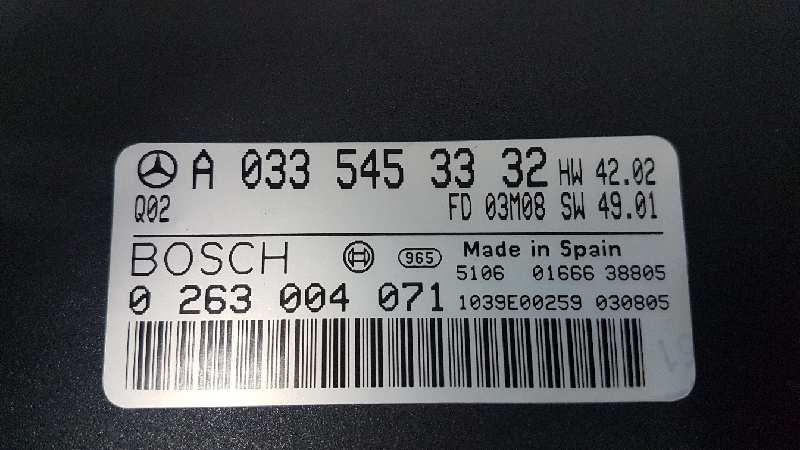 A 033 545 33 32 HW 42.02
Q02 FD 03M08 SW 49.01
BOSCH 965 Made in Spain
5106 01666 38805
0 263 004 071 1039E00259 030805